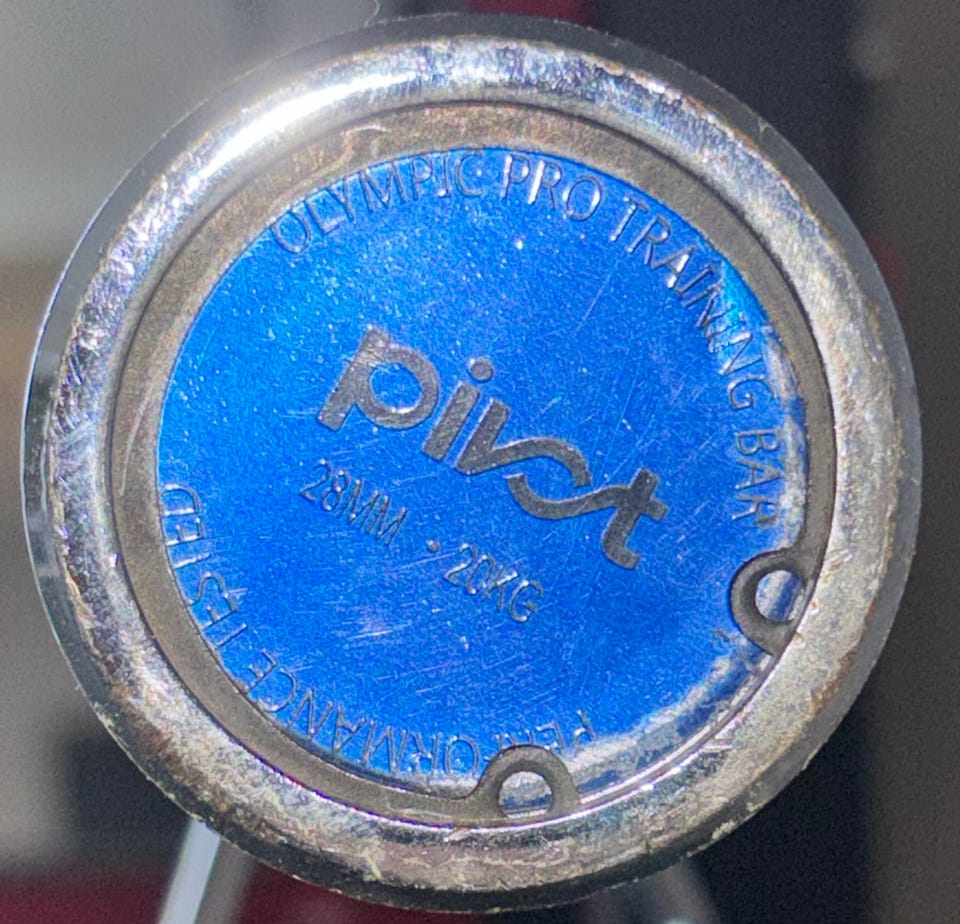 OLYMPIC PRO TRAINING BAR
pivot
28MM • 20KG
PERFORMANCE TESTED